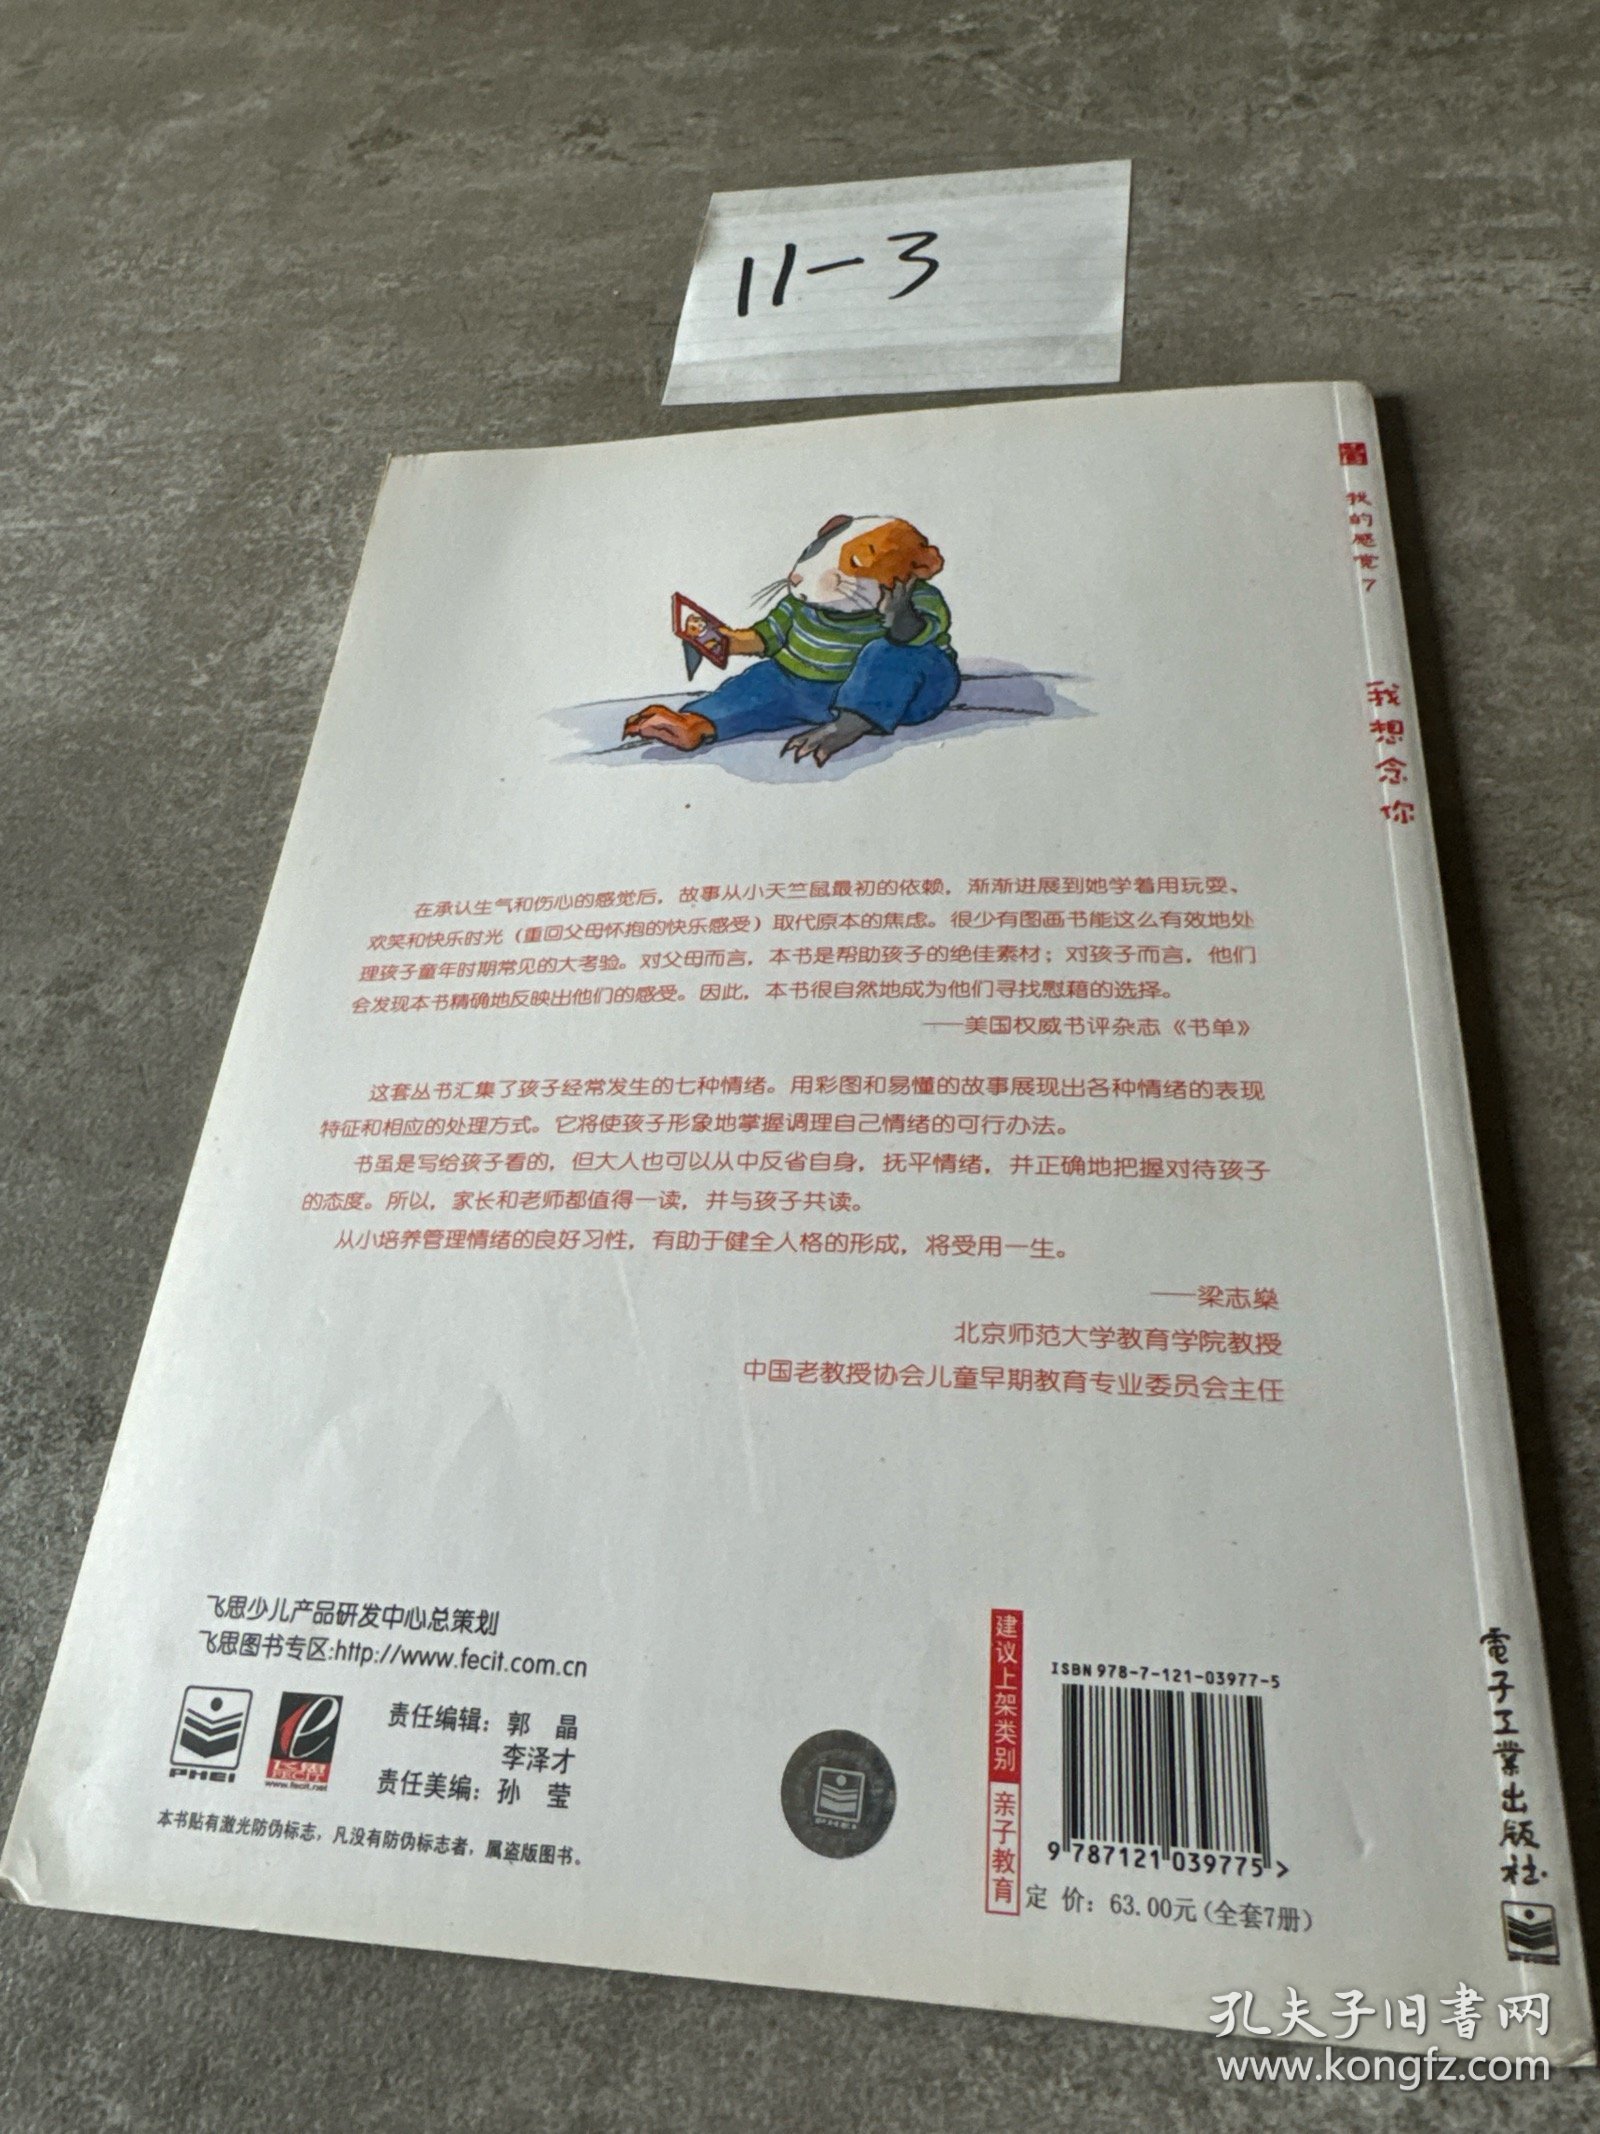 11-3
我的感觉7
我想念你
在承认生气和伤心的感觉后，故事从小天竺鼠最初的依赖，渐渐进展到她学着用玩耍、
欢笑和快乐时光（重回父母怀抱的快乐感受）取代原本的焦虑。很少有图画书能这么有效地处
理孩子童年时期常见的大考验。对父母而言，本书是帮助孩子的绝佳素材；对孩子而言，他们
会发现本书精确地反映出他们的感受。因此，本书很自然地成为他们寻找慰藉的选择。
——美国权威书评杂志《书单》
这套丛书汇集了孩子经常发生的七种情绪。用彩图和易懂的故事展现出各种情绪的表现
特征和相应的处理方式。它将使孩子形象地掌握调理自己情绪的可行办法。
书虽是写给孩子看的，但大人也可以从中反省自身，抚平情绪，并正确地把握对待孩子
的态度。所以，家长和老师都值得一读，并与孩子共读。
从小培养管理情绪的良好习性，有助于健全人格的形成，将受用一生。
——梁志燊
北京师范大学教育学院教授
中国老教授协会儿童早期教育专业委员会主任
飞思少儿产品研发中心总策划
飞思图书专区:http://www.fecit.com.cn
PHEI
飞思
FECIT
www.fecit.net
责任编辑：郭 晶
李泽才
责任美编：孙 莹
本书贴有激光防伪标志，凡没有防伪标志者，属盗版图书。
PHEI
建议上架类别
亲子教育
ISBN 978-7-121-03977-5
9 787121 039775 >
定 价：63.00元（全套7册）
電子工業出版社
孔夫子旧書网
www.kongfz.com